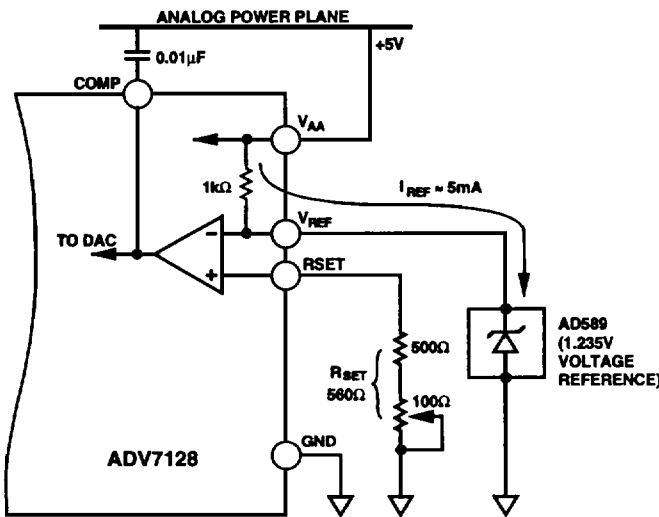 ANALOG POWER PLANE
0.01µF
+5V
COMP
VAA
1kΩ
IREF ≈ 5mA
VREF
TO DAC
–
+
RSET
500Ω
RSET
560Ω
100Ω
AD589
(1.235V
VOLTAGE
REFERENCE)
GND
ADV7128